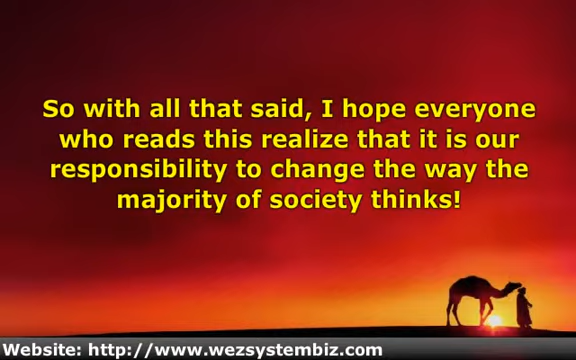 So with all that said, I hope everyone
who reads this realize that it is our
responsibility to change the way the
majority of society thinks!
Website: http://www.wezsystembiz.com